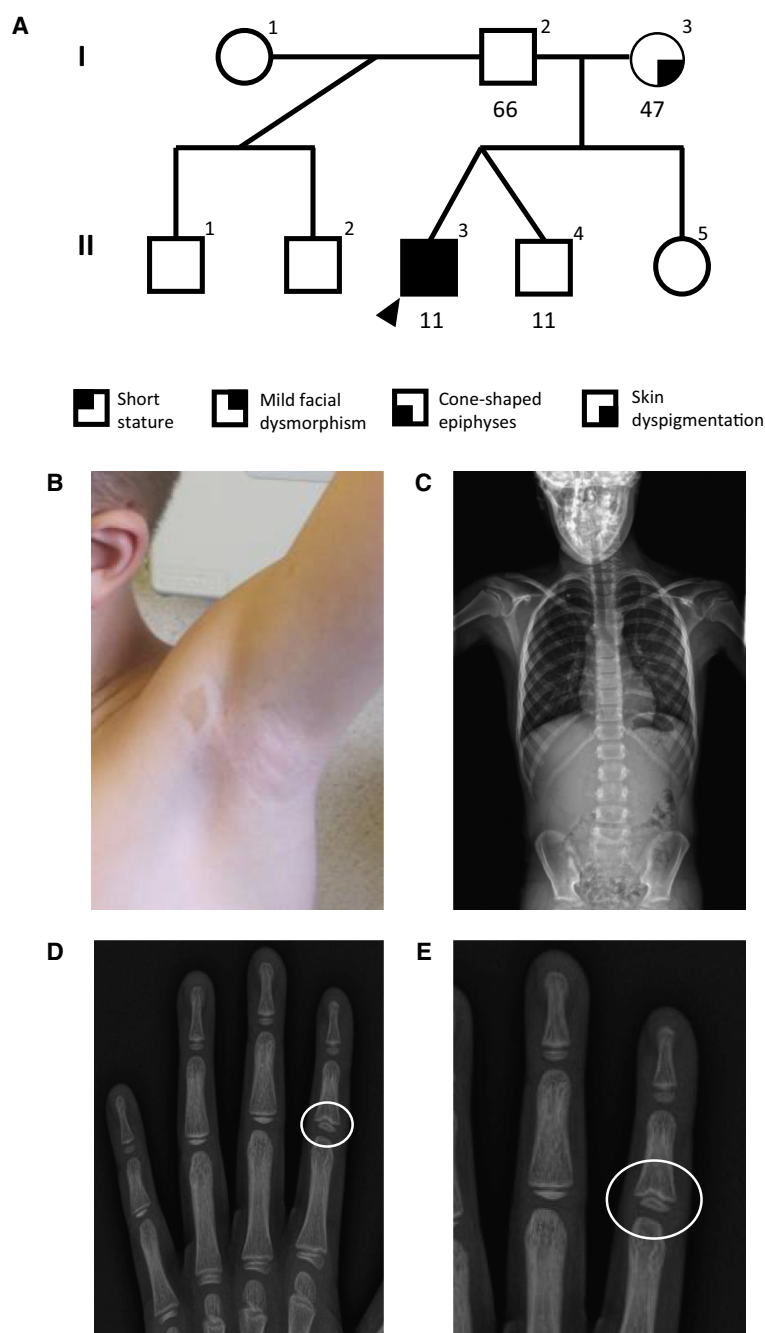 A
I
1
2
3
66
47
II
1
2
3
4
5
11
11
Short
stature
Mild facial
dysmorphism
Cone-shaped
epiphyses
Skin
dyspigmentation
B
C
D
E